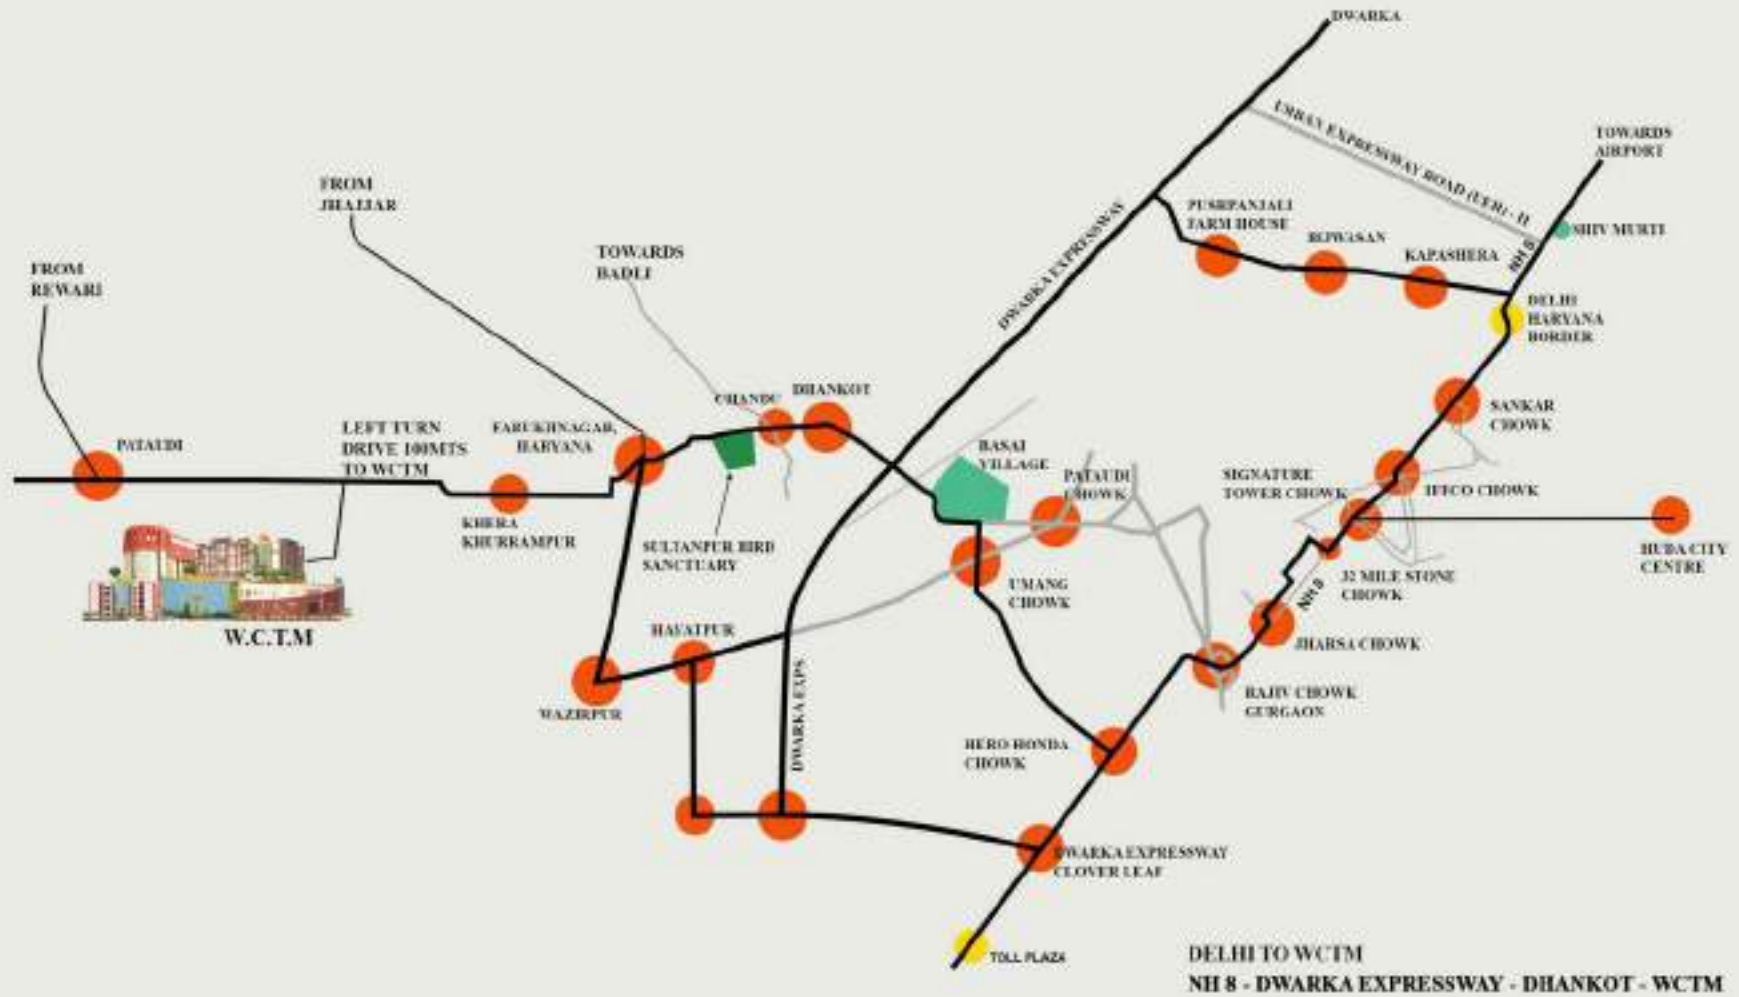 DWARKA
URBAN EXPRESSWAY ROAD (UER) - II
TOWARDS
AIRPORT
FROM
JHAJJAR
DWARKA EXPRESSWAY
PUSHPANJALI
FARM HOUSE
SHIV MURTI
BIJWASAN
NH 8
KAPASHERA
TOWARDS
BADLI
FROM
REWARI
DELHI
HARYANA
BORDER
CHANDU
DHANKOT
SANKAR
CHOWK
PATAUDI
LEFT TURN
DRIVE 100MTS
TO WCTM
FARUKHNAGAR,
HARYANA
BASAI
VILLAGE
PATAUDI
CHOWK
SIGNATURE
TOWER CHOWK
IFFCO CHOWK
KHERA
KHURRAMPUR
SULTANPUR BIRD
SANCTUARY
HUDA CITY
CENTRE
UMANG
CHOWK
32 MILE STONE
CHOWK
NH 8
W.C.T.M
HAYATPUR
JHARSA CHOWK
WAZIRPUR
DWARKA EXPS
RAJIV CHOWK
GURGAON
HERO HONDA
CHOWK
DWARKA EXPRESSWAY
CLOVER LEAF
TOLL PLAZA
DELHI TO WCTM
NH 8 - DWARKA EXPRESSWAY - DHANKOT - WCTM